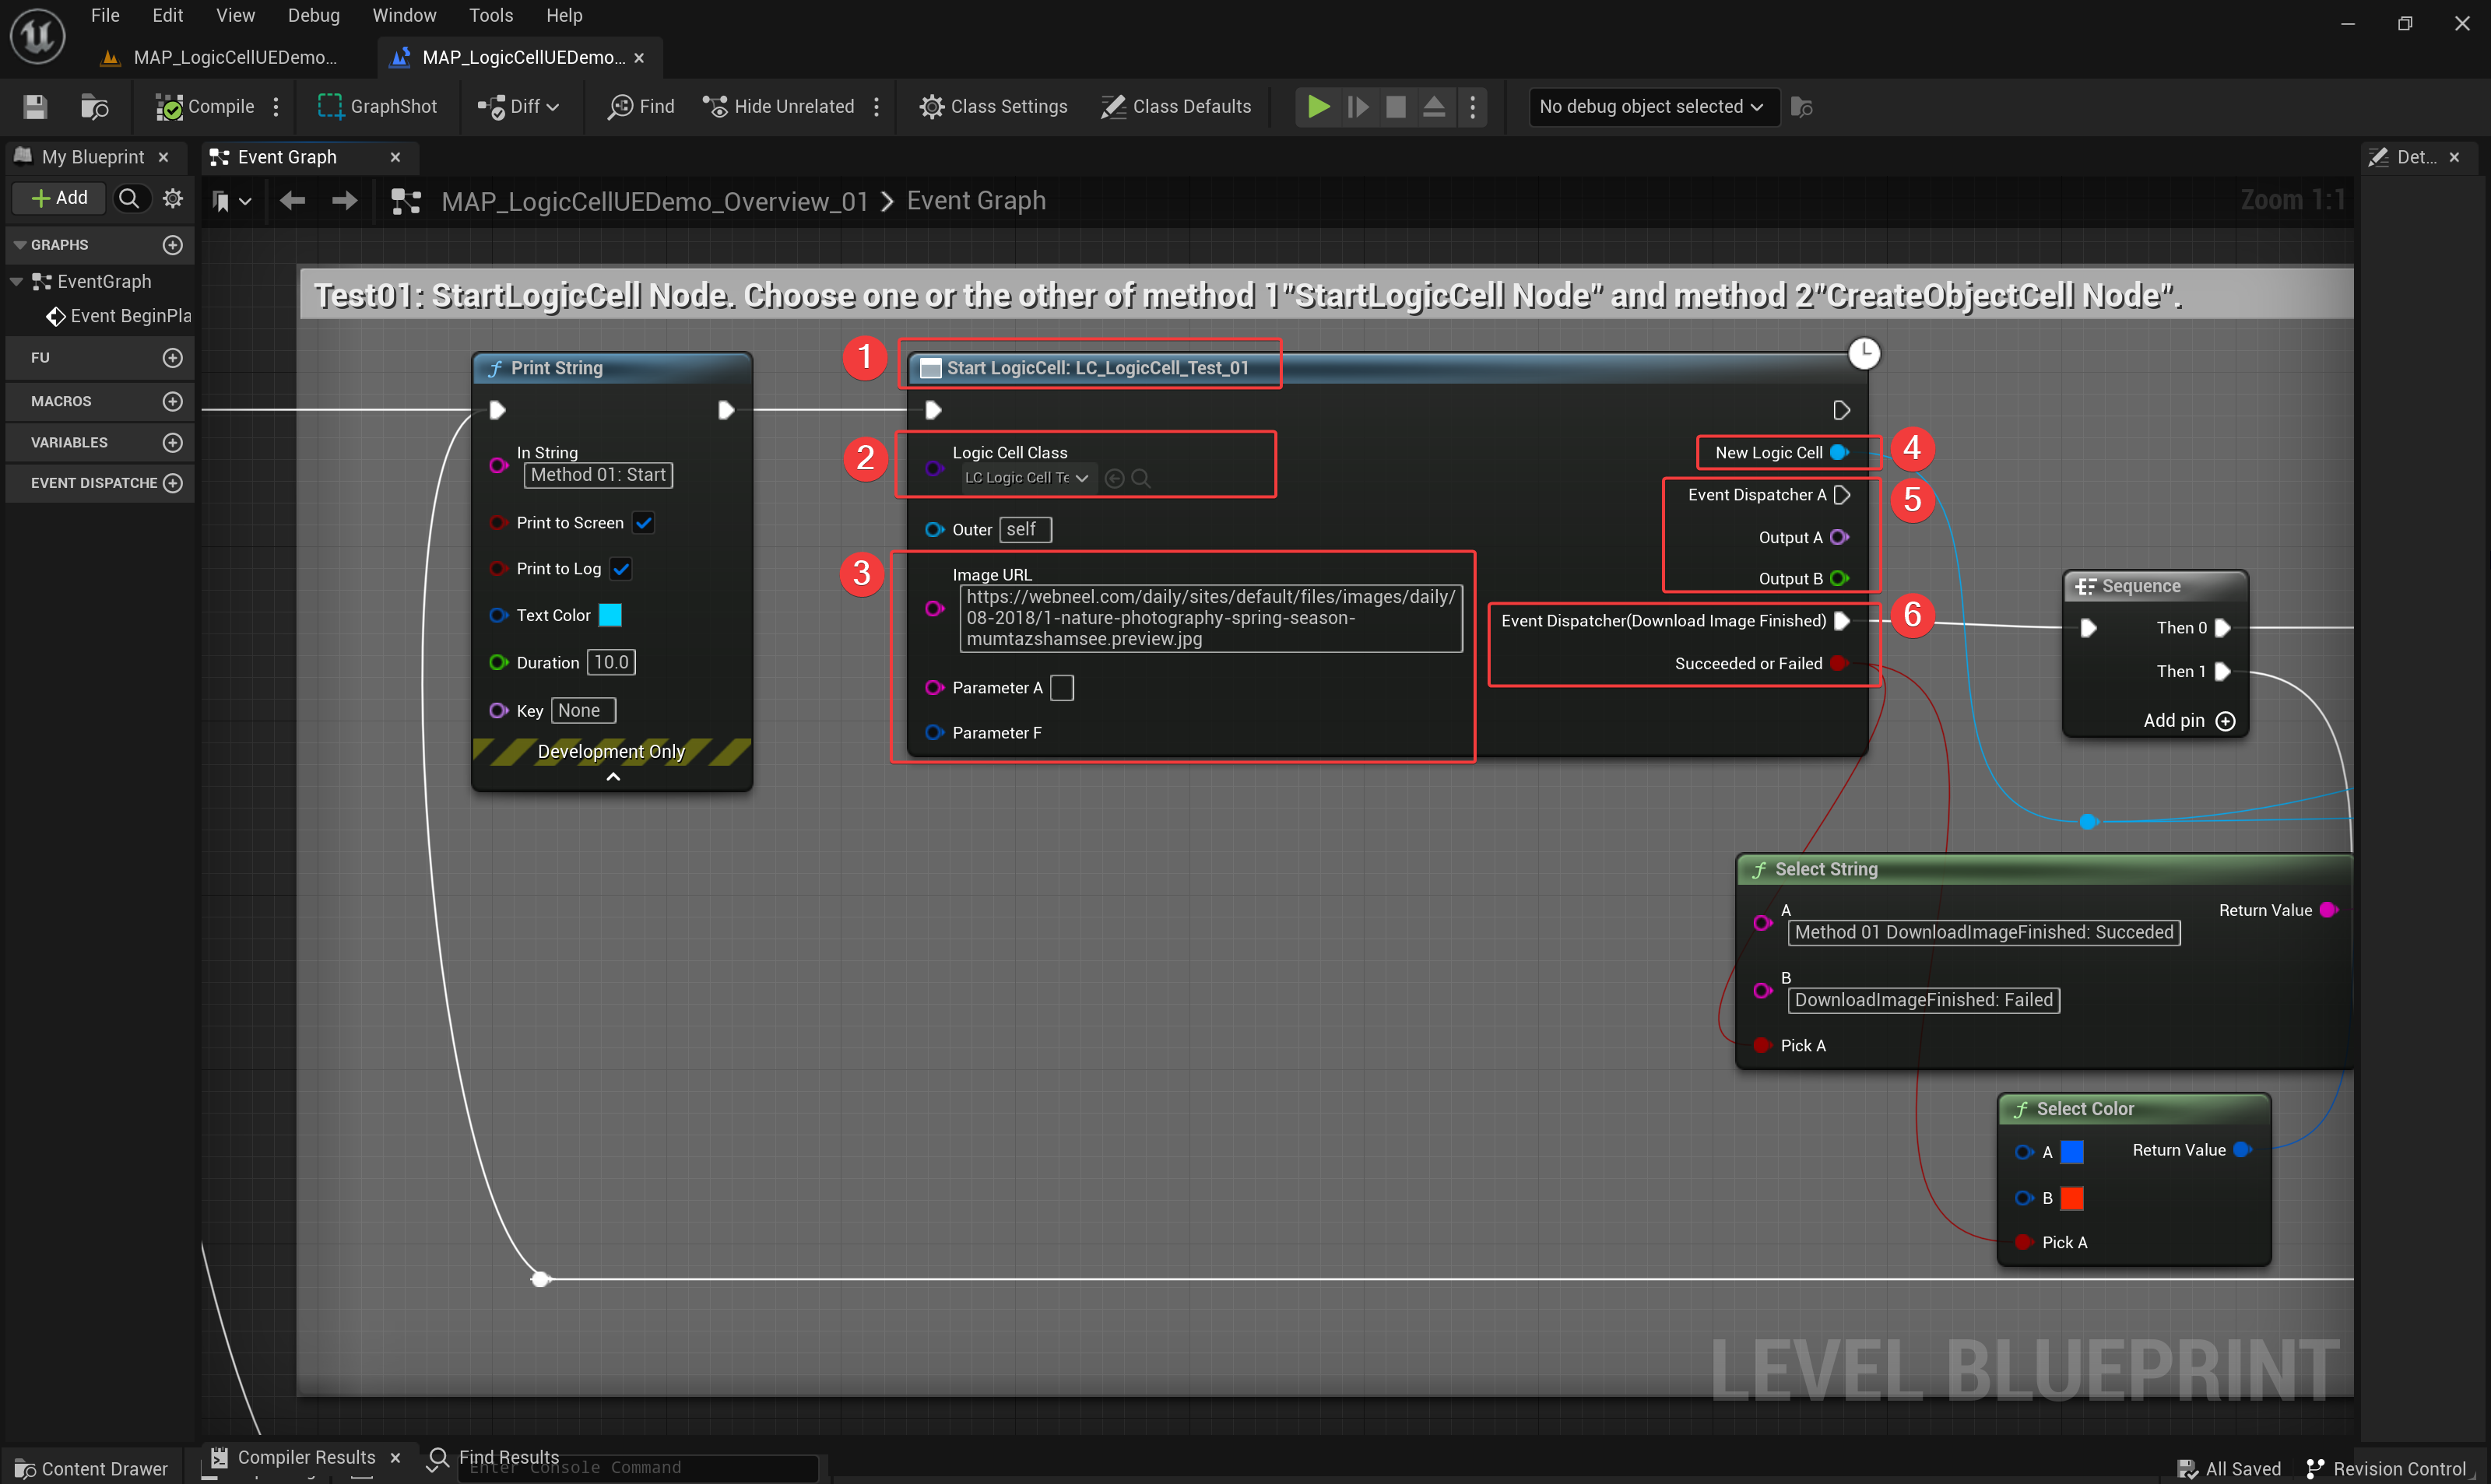 File Edit View Debug Window Tools Help
MAP_LogicCellUEDemo...
MAP_LogicCellUEDemo...
Compile
GraphShot
Diff
Find
Hide Unrelated
Class Settings
Class Defaults
No debug object selected
My Blueprint
Event Graph
Det...
Add
MAP_LogicCellUEDemo_Overview_01 > Event Graph
Zoom 1:1
GRAPHS
EventGraph
Event BeginPla
FU
MACROS
VARIABLES
EVENT DISPATCHE
Test01: StartLogicCell Node. Choose one or the other of method 1"StartLogicCell Node" and method 2"CreateObjectCell Node".
Print String
In String
Method 01: Start
Print to Screen
Print to Log
Text Color
Duration 10.0
Key None
Development Only
1
Start LogicCell: LC_LogicCell_Test_01
2
Logic Cell Class
LC Logic Cell Te
Outer self
3
Image URL
https://webneel.com/daily/sites/default/files/images/daily/
08-2018/1-nature-photography-spring-season-
mumtazshamsee.preview.jpg
Parameter A
Parameter F
New Logic Cell
4
Event Dispatcher A
5
Output A
Output B
Event Dispatcher(Download Image Finished)
6
Succeeded or Failed
Sequence
Then 0
Then 1
Add pin
Select String
A
Method 01 DownloadImageFinished: Succeded
Return Value
B
DownloadImageFinished: Failed
Pick A
Select Color
A
Return Value
B
Pick A
LEVEL BLUEPRINT
Compiler Results
Find Results
Content Drawer
Enter Console Command
All Saved
Revision Control